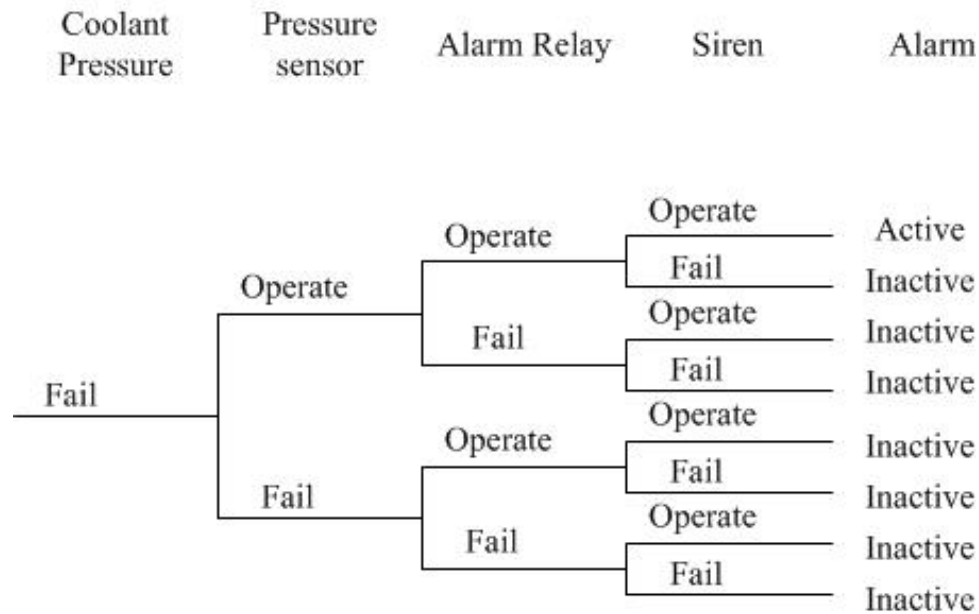 Coolant
Pressure
Pressure
sensor
Alarm Relay
Siren
Alarm
Operate
Active
Operate
Fail
Inactive
Operate
Operate
Inactive
Fail
Fail
Inactive
Fail
Operate
Operate
Inactive
Fail
Fail
Inactive
Operate
Fail
Inactive
Fail
Inactive